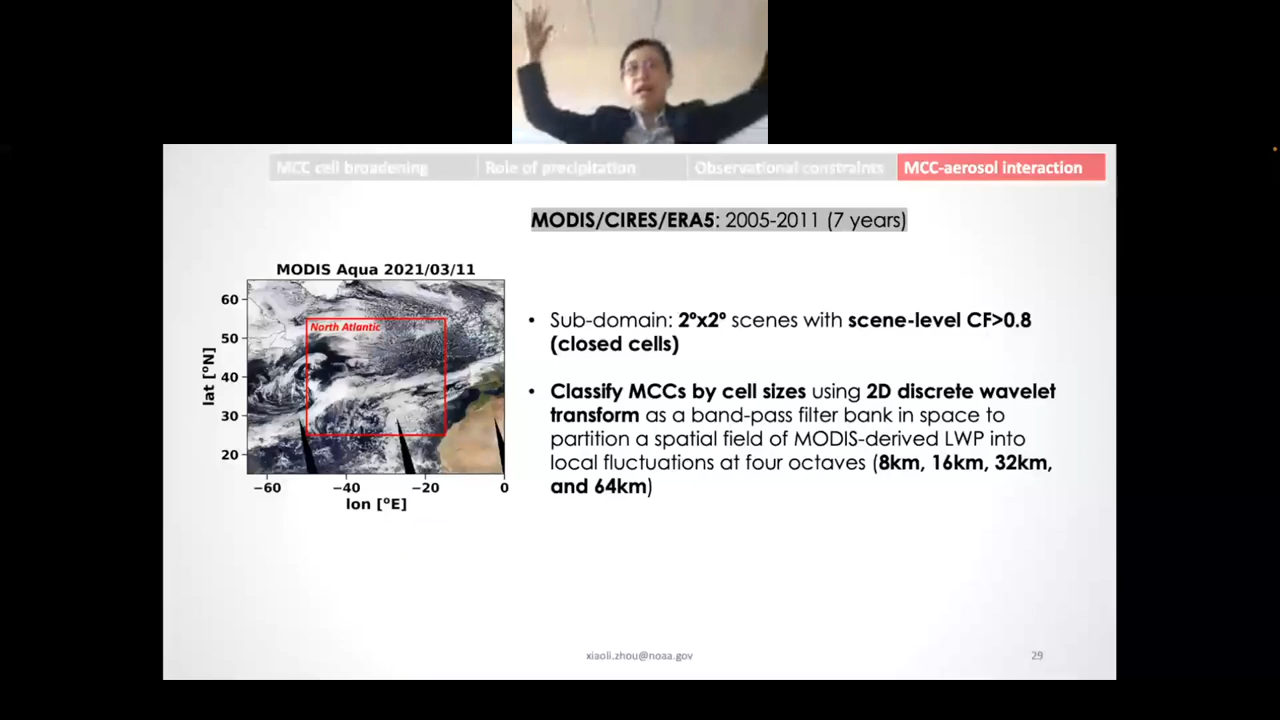 MCC cell broadening Role of precipitation Observational constraints MCC-aerosol interaction
MODIS/CIRES/ERA5: 2005-2011 (7 years)
MODIS Aqua 2021/03/11
North Atlantic
60
50
40
30
20
lat [⁰N]
−60 −40 −20 0
lon [⁰E]
• Sub-domain: 2⁰x2⁰ scenes with scene-level CF>0.8
(closed cells)
• Classify MCCs by cell sizes using 2D discrete wavelet
transform as a band-pass filter bank in space to
partition a spatial field of MODIS-derived LWP into
local fluctuations at four octaves (8km, 16km, 32km,
and 64km)
xiaoli.zhou@noaa.gov
29